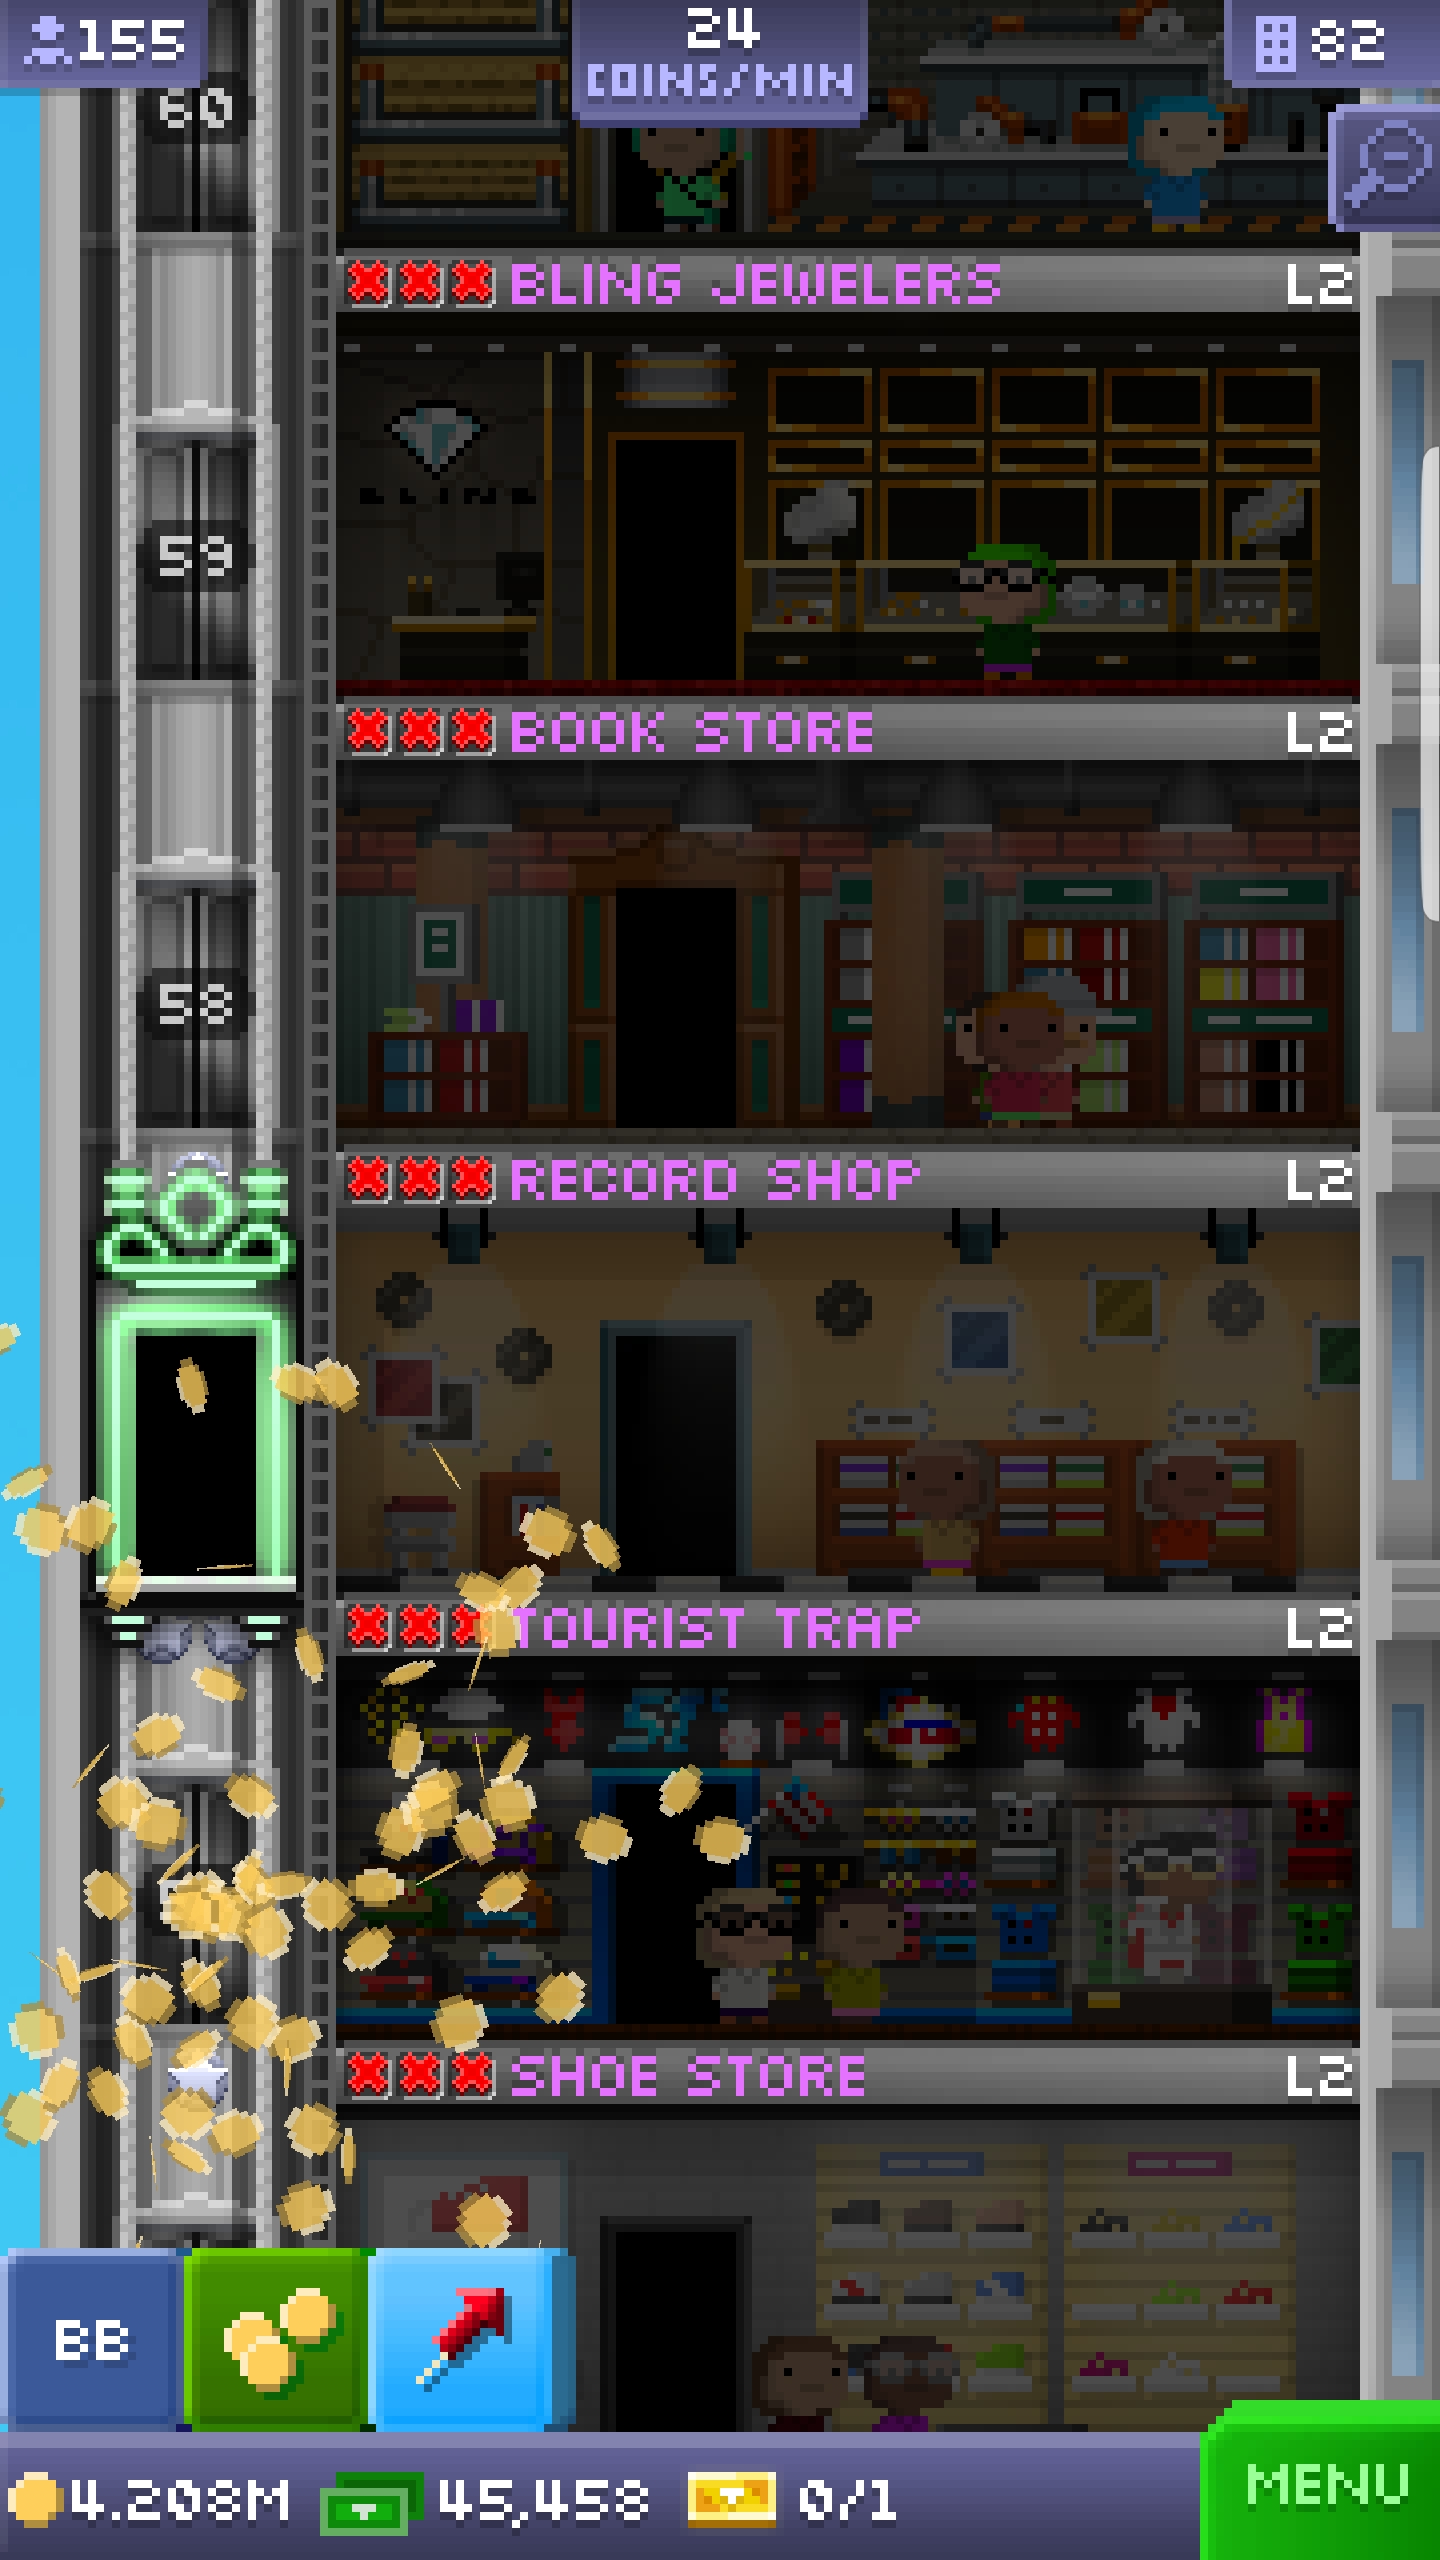 155
24
COINS/MIN
82
60
BLING JEWELERS L2
BLING
59
BOOK STORE L2
58
RECORD SHOP L2
TOURIST TRAP L2
SHOE STORE L2
BB
4.208M 45,458 0/1
MENU